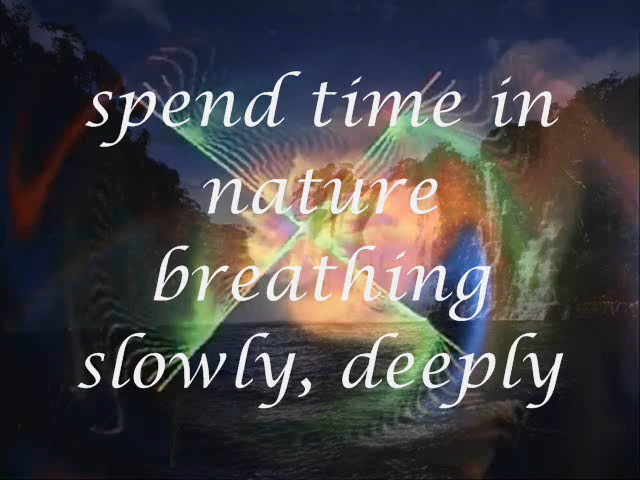 spend time in
nature
breathing
slowly, deeply